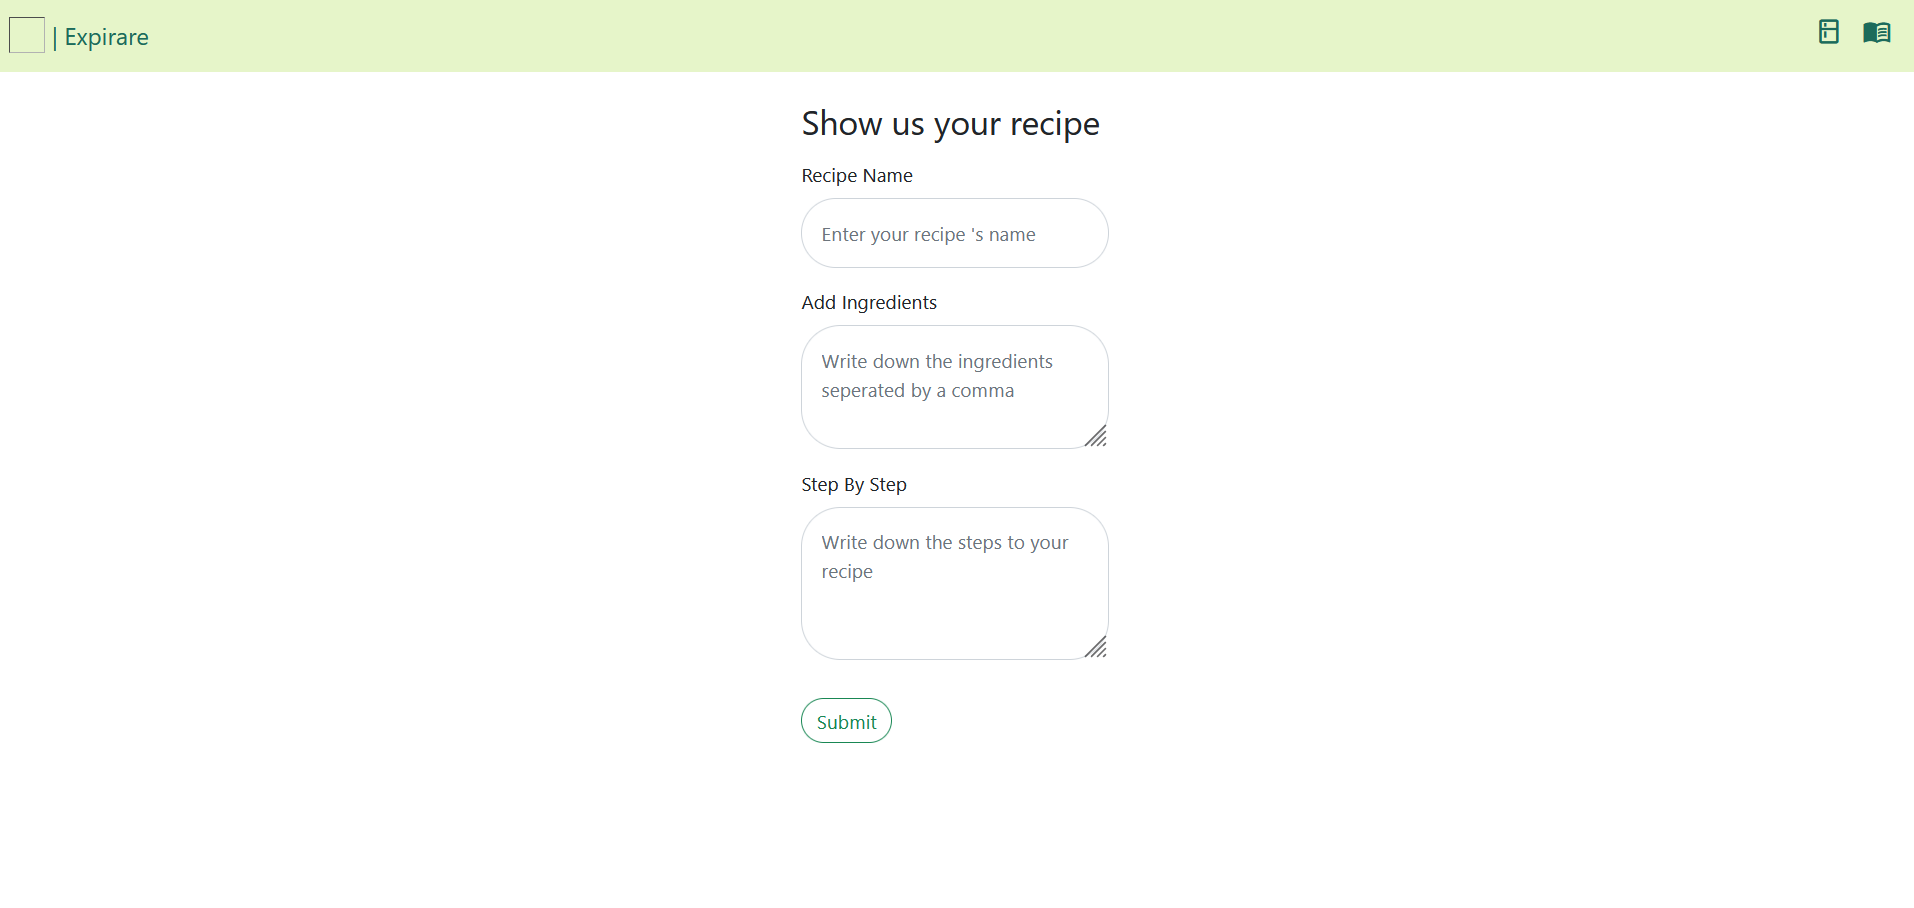 | Expirare
Show us your recipe
Recipe Name
Enter your recipe 's name
Add Ingredients
Write down the ingredients
seperated by a comma
Step By Step
Write down the steps to your
recipe
Submit